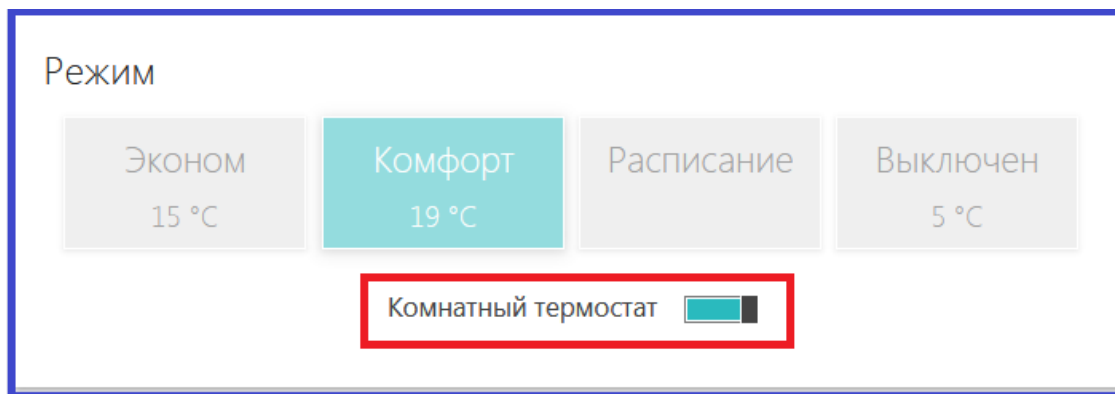 Режим
Эконом Комфорт Расписание Выключен
15 °C 19 °C 5 °C
Комнатный термостат